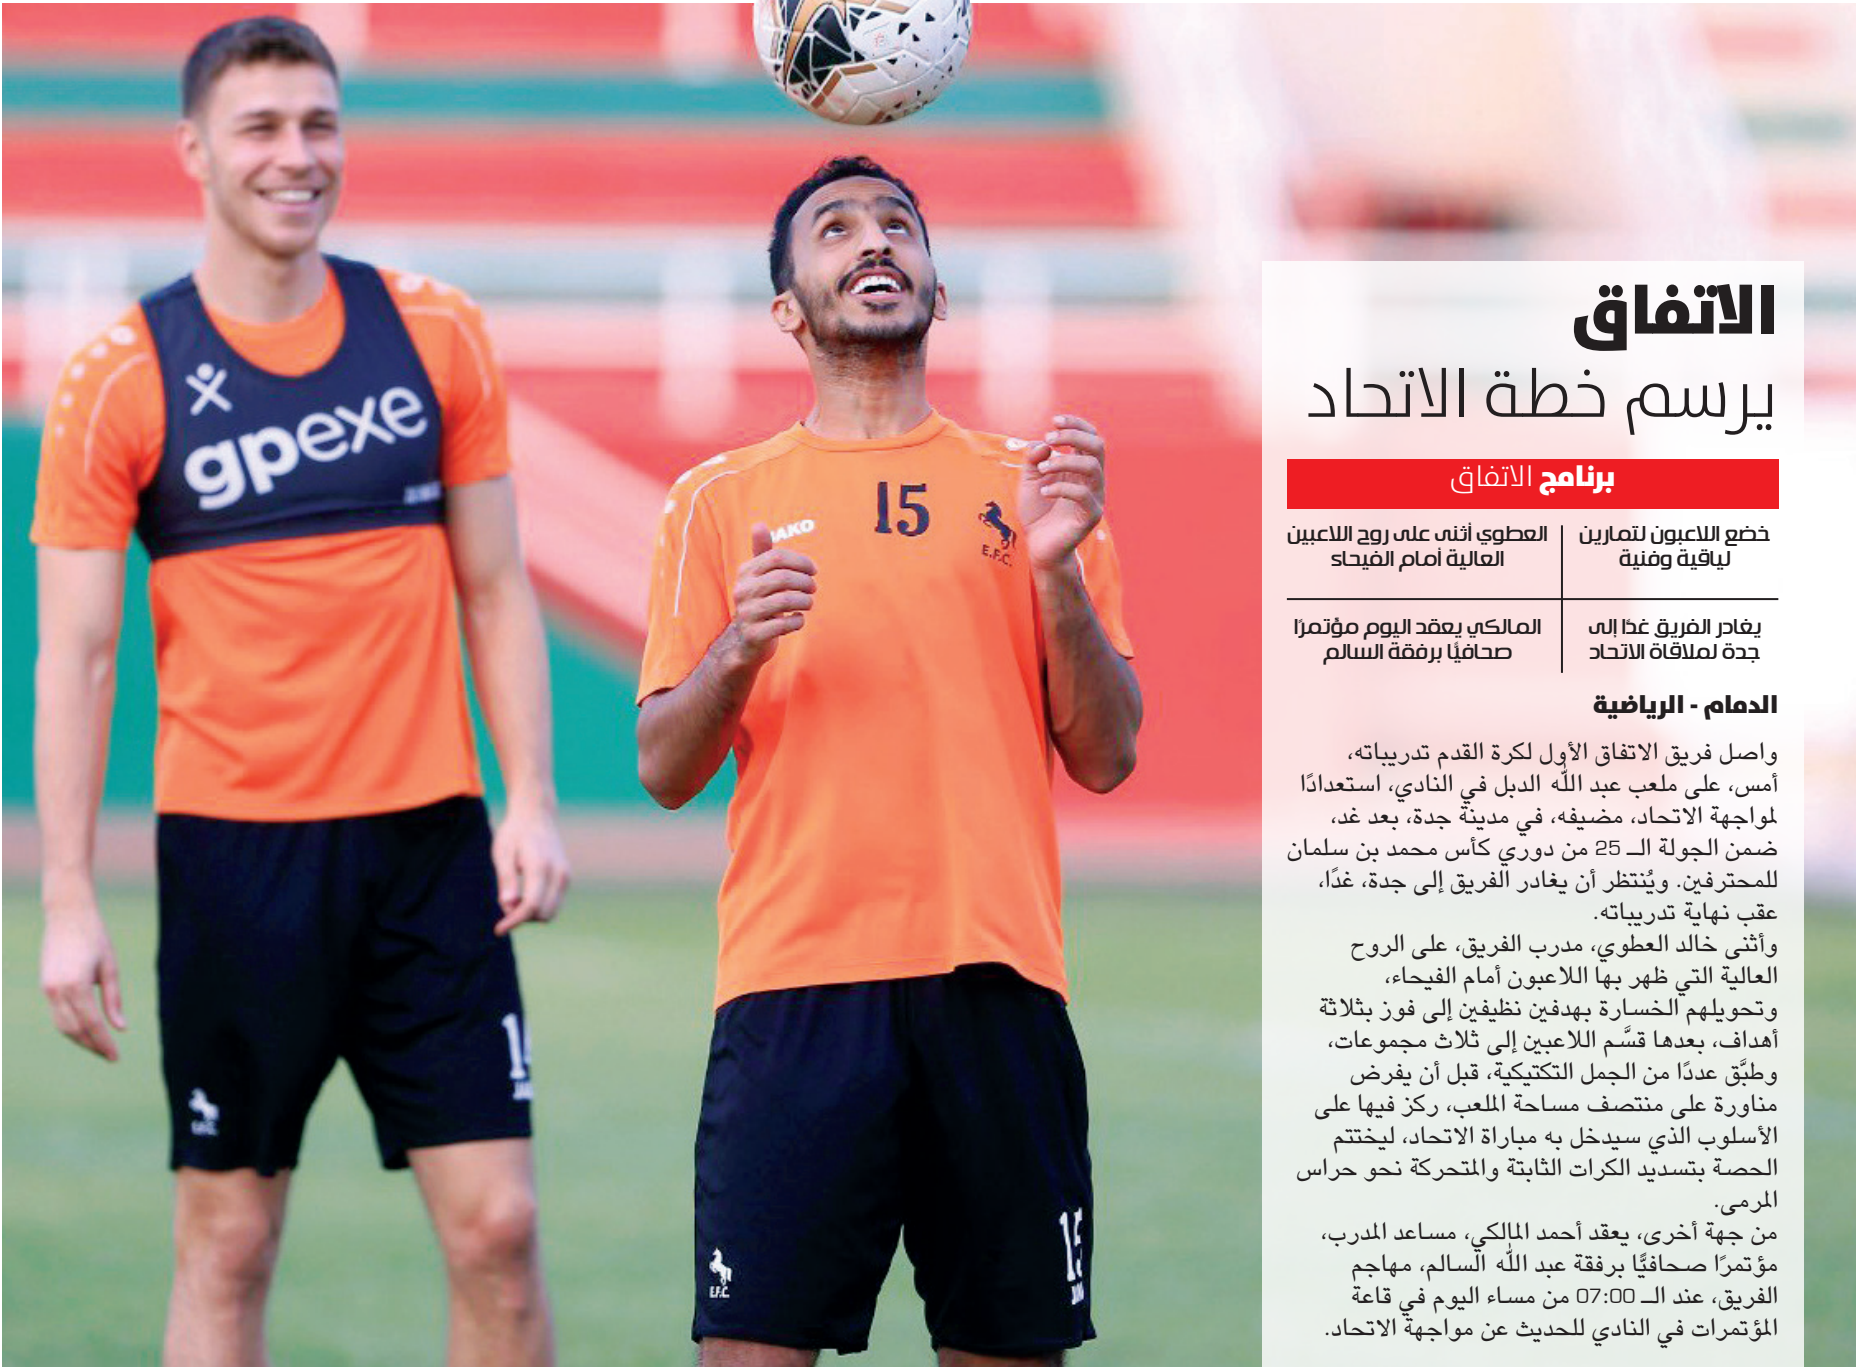 الاتفاق
يرسم خطة الاتحاد
برنامج الاتفاق
خضع اللاعبون لتمارين
لياقية وفنية
العطوي أثنى على روح اللاعبين
العالية أمام الفيحاء
يغادر الفريق غدًا إلى
جدة لملاقاة الاتحاد
المالكي يعقد اليوم مؤتمرًا
صحافيًا برفقة السالم
الدمام - الرياضية
واصل فريق الاتفاق الأول لكرة القدم تدريباته،
أمس، على ملعب عبد الله الدبل في النادي، استعدادًا
لمواجهة الاتحاد، مضيفه، في مدينة جدة، بعد غد،
ضمن الجولة الـ 25 من دوري كأس محمد بن سلمان
للمحترفين. ويُنتظر أن يغادر الفريق إلى جدة، غدًا،
عقب نهاية تدريباته.
وأثنى خالد العطوي، مدرب الفريق، على الروح
العالية التي ظهر بها اللاعبون أمام الفيحاء،
وتحويلهم الخسارة بهدفين نظيفين إلى فوز بثلاثة
أهداف، بعدها قسَّم اللاعبين إلى ثلاث مجموعات،
وطبَّق عددًا من الجمل التكتيكية، قبل أن يفرض
مناورة على منتصف مساحة الملعب، ركز فيها على
الأسلوب الذي سيدخل به مباراة الاتحاد، ليختتم
الحصة بتسديد الكرات الثابتة والمتحركة نحو حراس
المرمى.
من جهة أخرى، يعقد أحمد المالكي، مساعد المدرب،
مؤتمرًا صحافيًّا برفقة عبد الله السالم، مهاجم
الفريق، عند الـ 07:00 من مساء اليوم في قاعة
المؤتمرات في النادي للحديث عن مواجهة الاتحاد.
gpexe
15
E.F.C.
15
E.F.C.